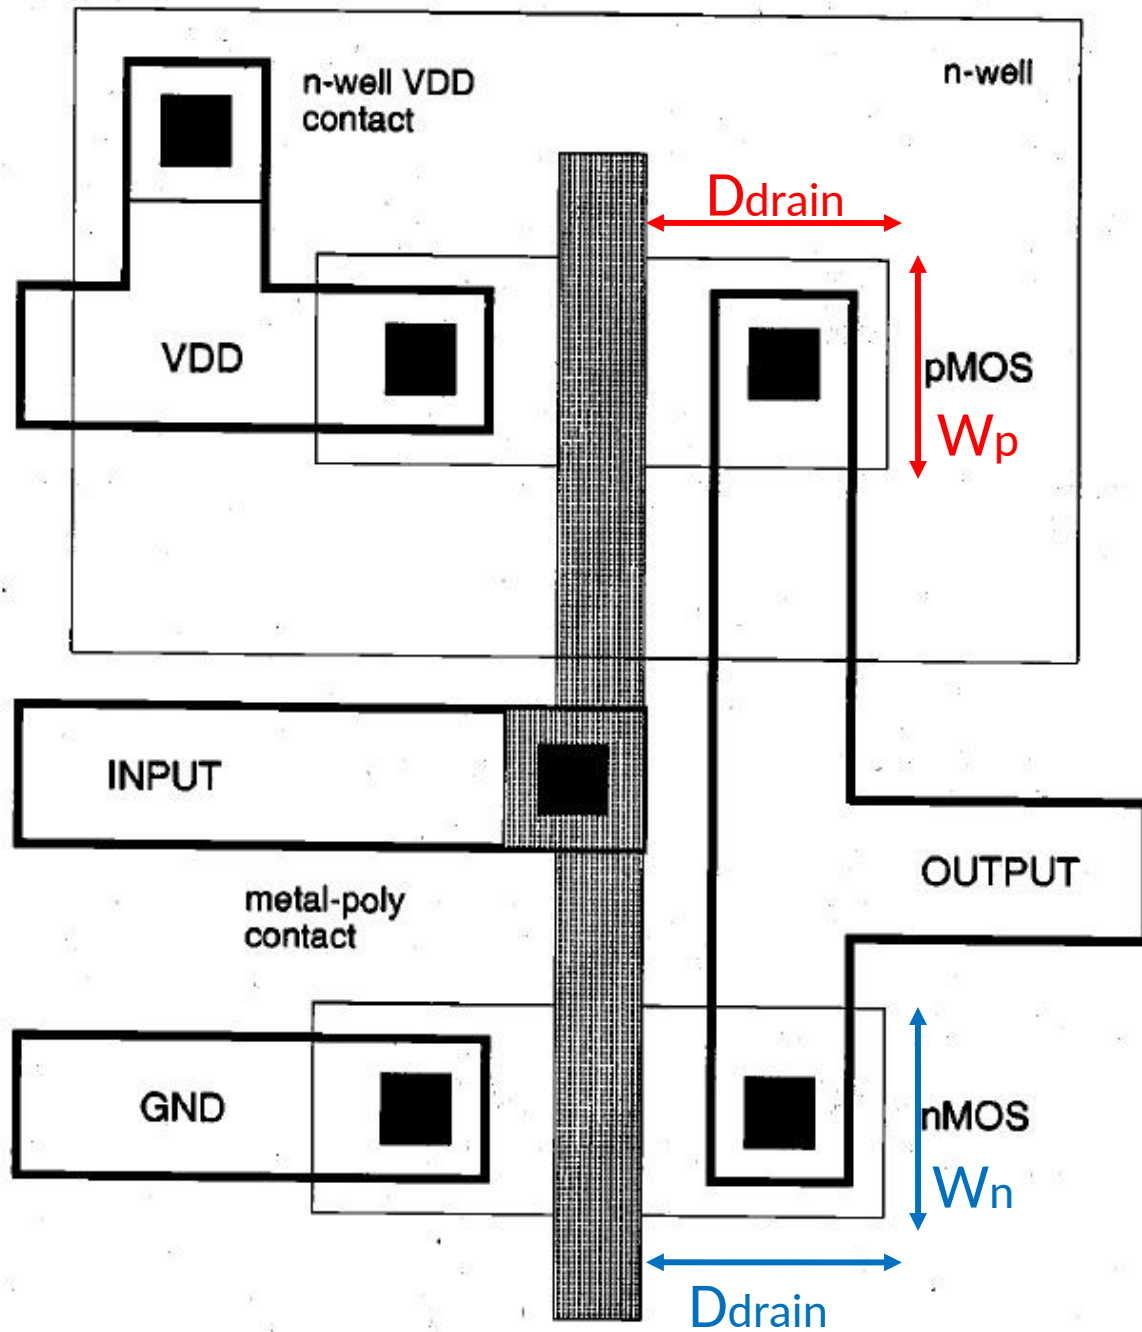 n-well VDD
contact
n-well
Ddrain
VDD
pMOS
Wp
INPUT
OUTPUT
metal-poly
contact
GND
nMOS
Wn
Ddrain